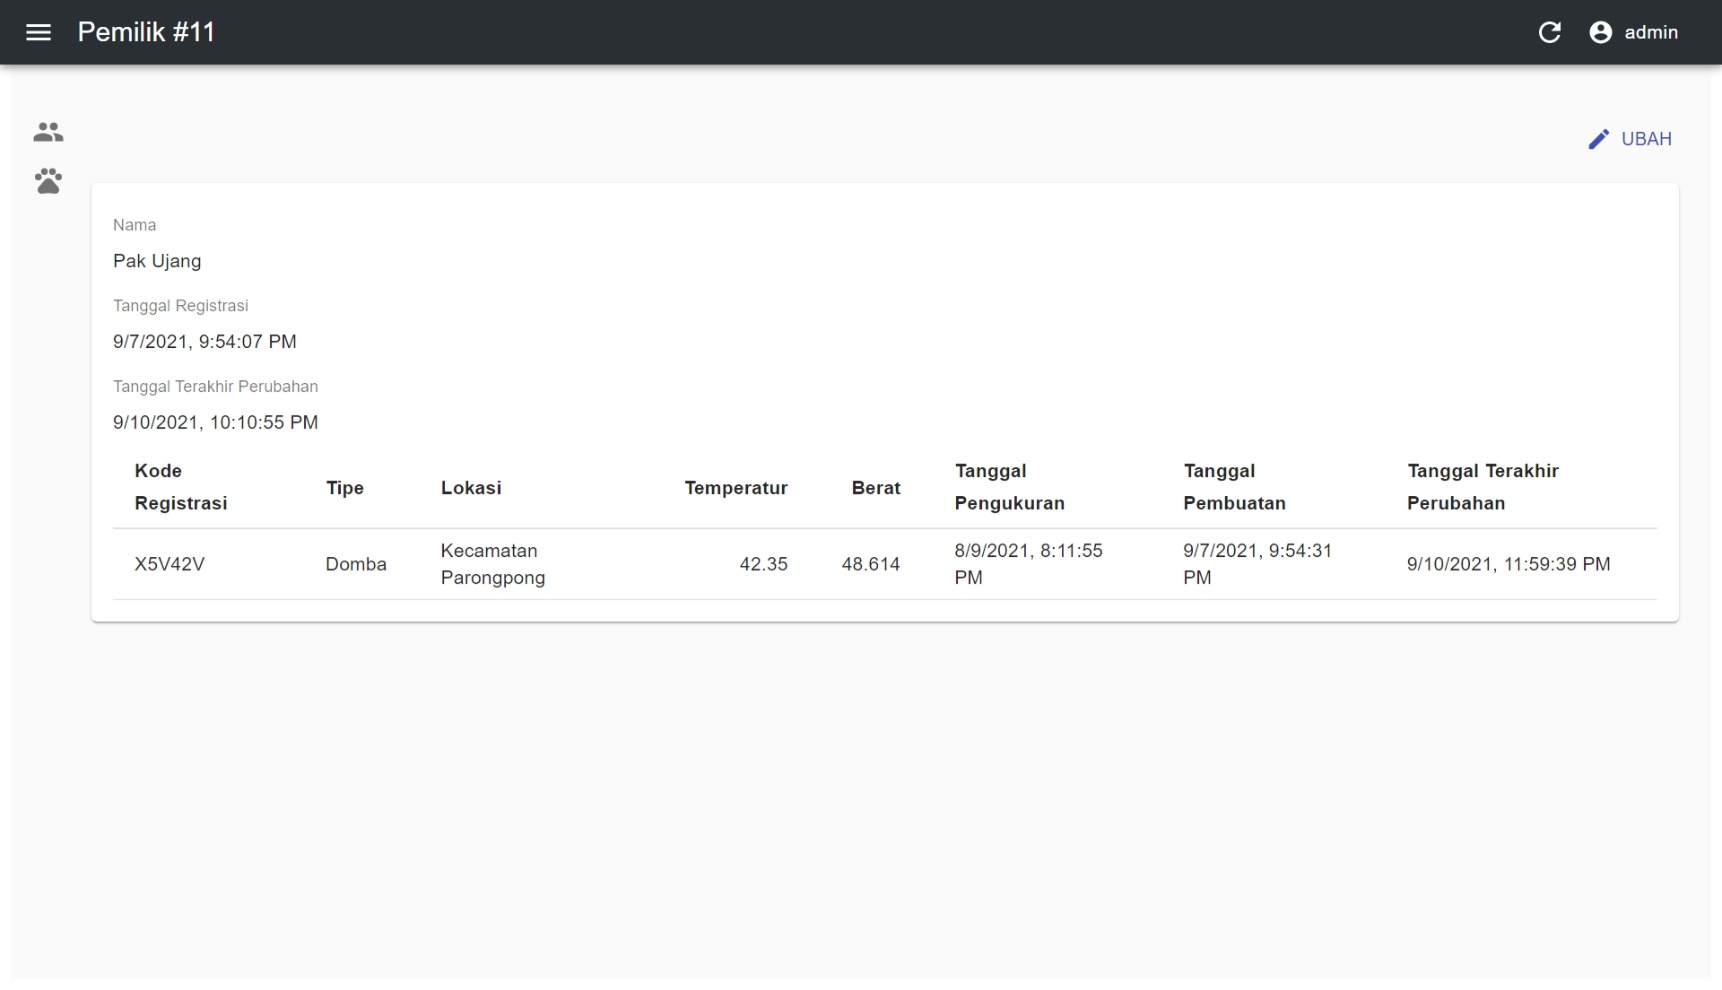 Pemilik #11
admin
UBAH
Nama
Pak Ujang
Tanggal Registrasi
9/7/2021, 9:54:07 PM
Tanggal Terakhir Perubahan
9/10/2021, 10:10:55 PM
Kode Registrasi
Tipe
Lokasi
Temperatur
Berat
Tanggal Pengukuran
Tanggal Pembuatan
Tanggal Terakhir Perubahan
X5V42V
Domba
Kecamatan Parongpong
42.35
48.614
8/9/2021, 8:11:55 PM
9/7/2021, 9:54:31 PM
9/10/2021, 11:59:39 PM